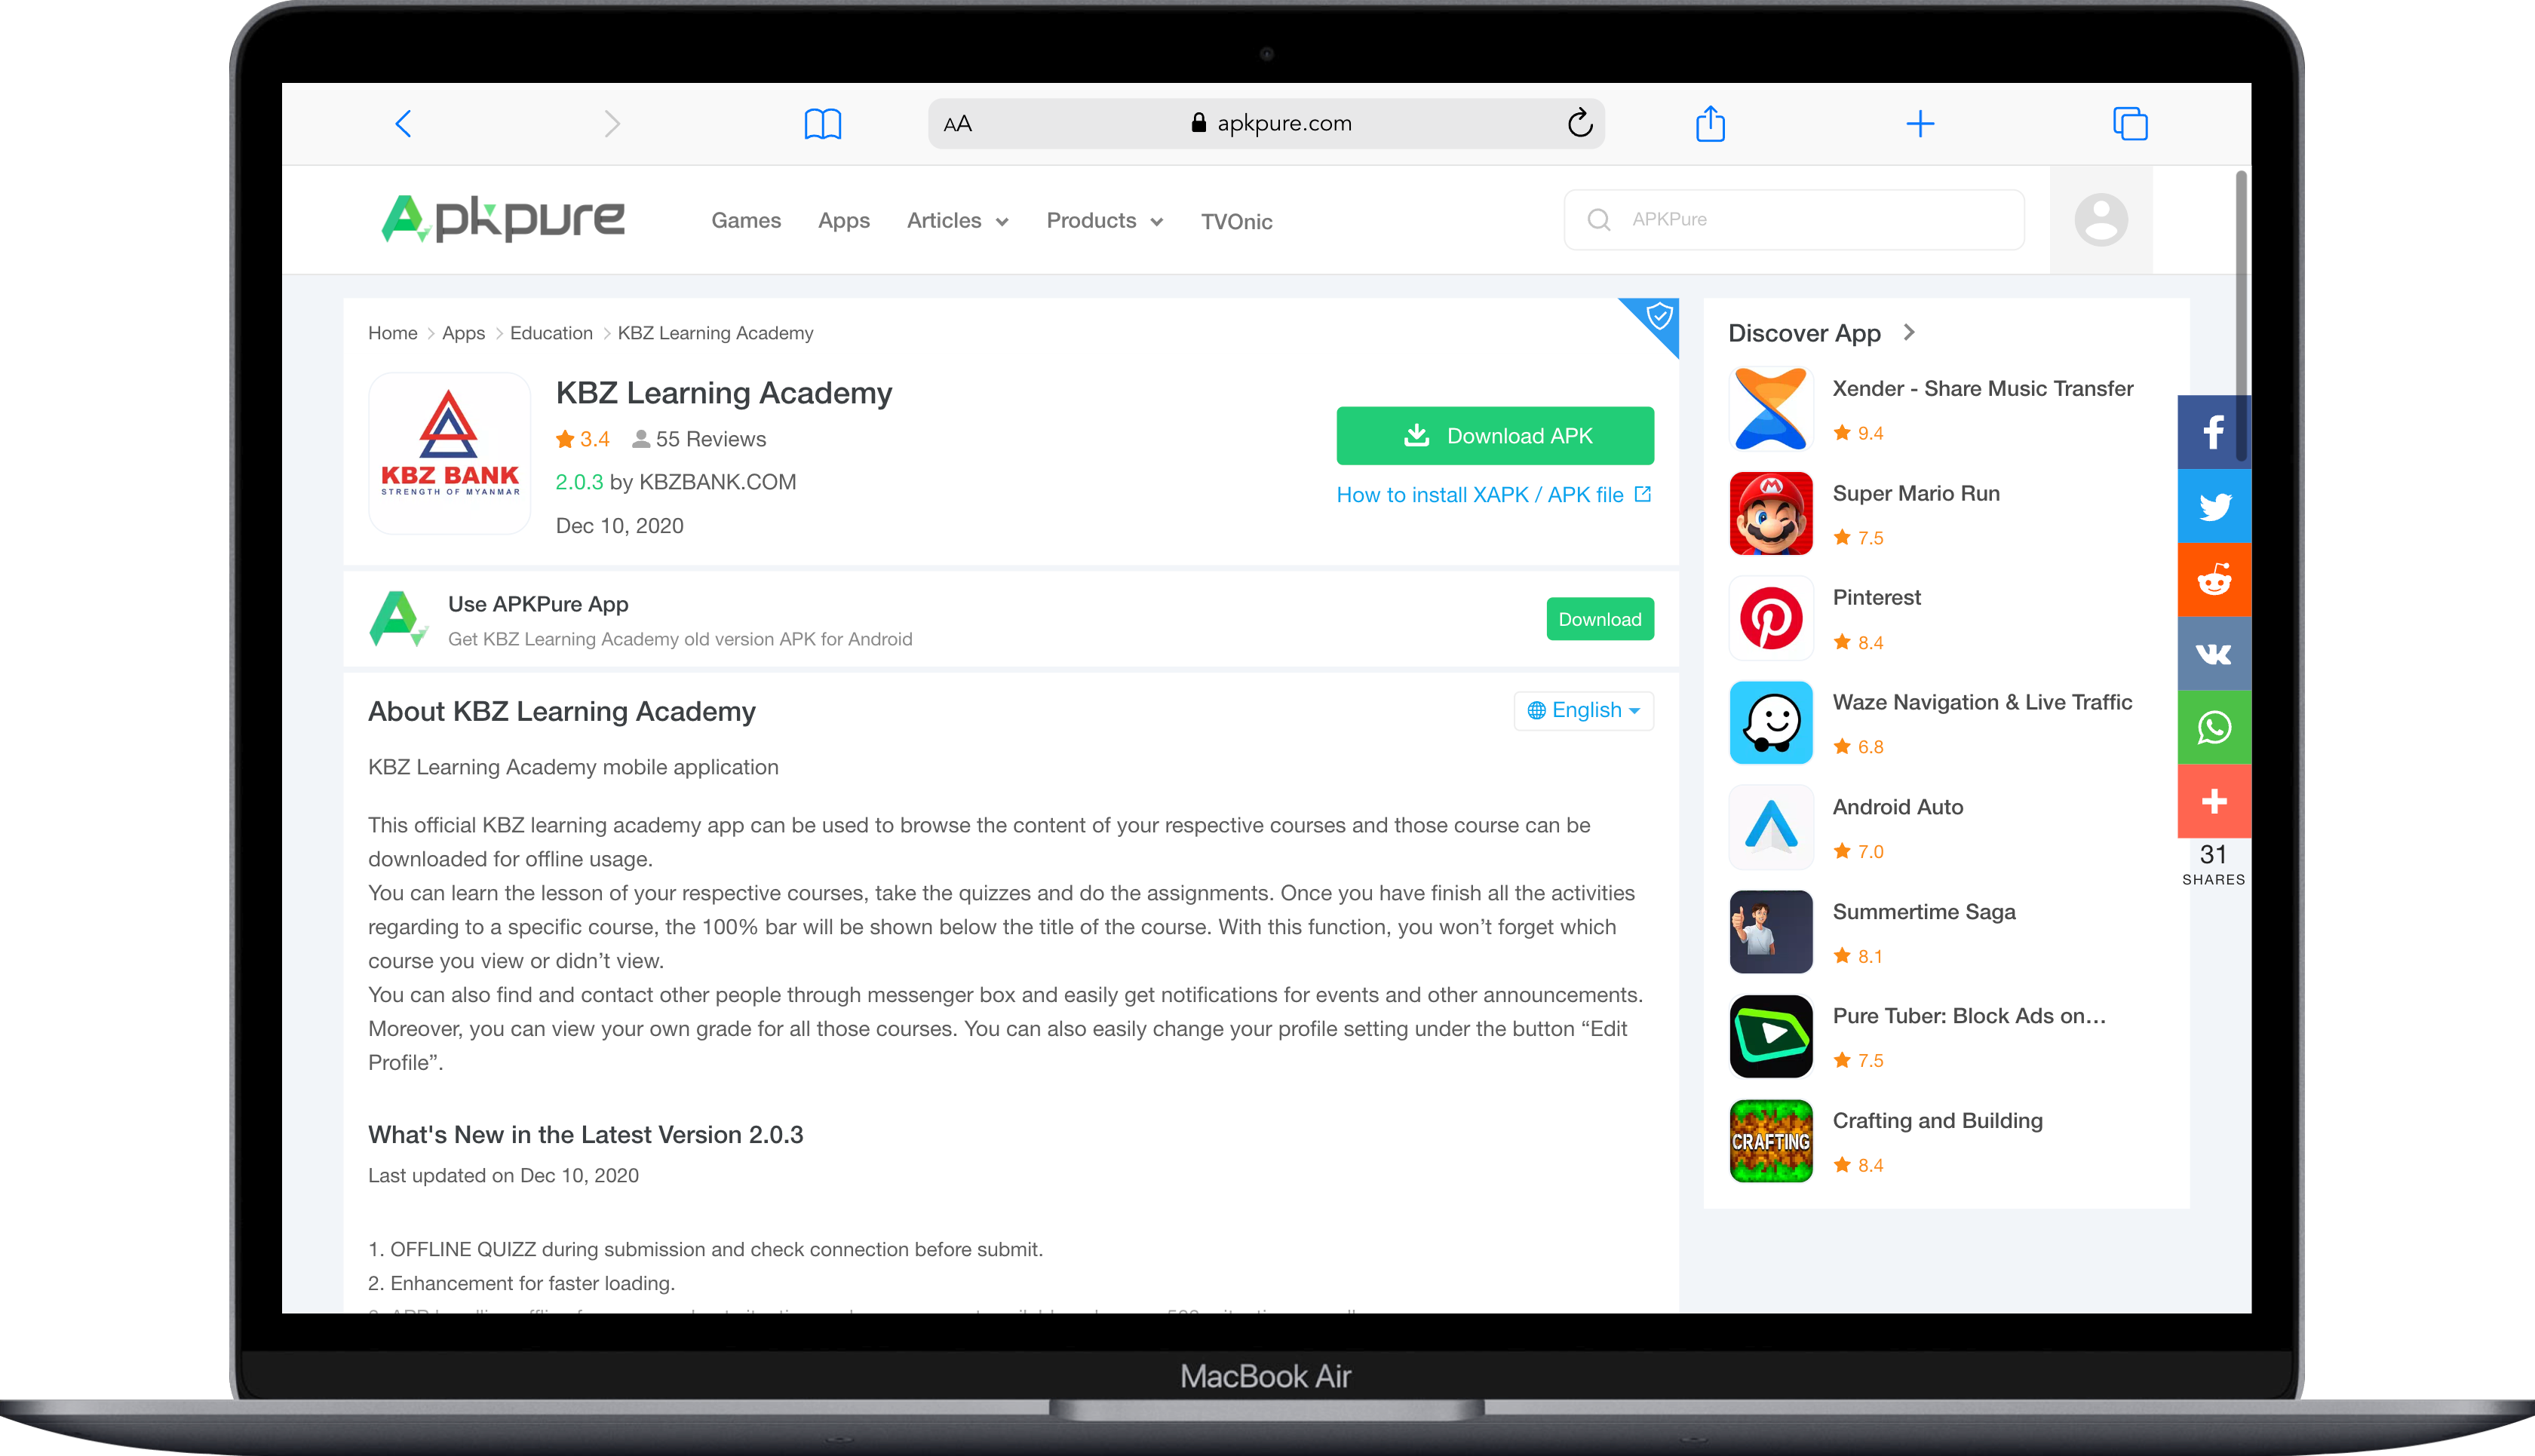 AA apkpure.com
Apkpure Games Apps Articles Products TVOnic APKPure
Home > Apps > Education > KBZ Learning Academy
KBZ BANK
STRENGTH OF MYANMAR
KBZ Learning Academy
3.4 55 Reviews
2.0.3 by KBZBANK.COM
Dec 10, 2020
Download APK
How to install XAPK / APK file
Use APKPure App
Get KBZ Learning Academy old version APK for Android
Download
About KBZ Learning Academy
English
KBZ Learning Academy mobile application
This official KBZ learning academy app can be used to browse the content of your respective courses and those course can be
downloaded for offline usage.
You can learn the lesson of your respective courses, take the quizzes and do the assignments. Once you have finish all the activities
regarding to a specific course, the 100% bar will be shown below the title of the course. With this function, you won’t forget which
course you view or didn’t view.
You can also find and contact other people through messenger box and easily get notifications for events and other announcements.
Moreover, you can view your own grade for all those courses. You can also easily change your profile setting under the button “Edit
Profile”.
What's New in the Latest Version 2.0.3
Last updated on Dec 10, 2020
1. OFFLINE QUIZZ during submission and check connection before submit.
2. Enhancement for faster loading.
Discover App
Xender - Share Music Transfer
9.4
Super Mario Run
7.5
Pinterest
8.4
Waze Navigation & Live Traffic
6.8
Android Auto
7.0
Summertime Saga
8.1
Pure Tuber: Block Ads on...
7.5
CRAFTING
Crafting and Building
8.4
31
SHARES
MacBook Air